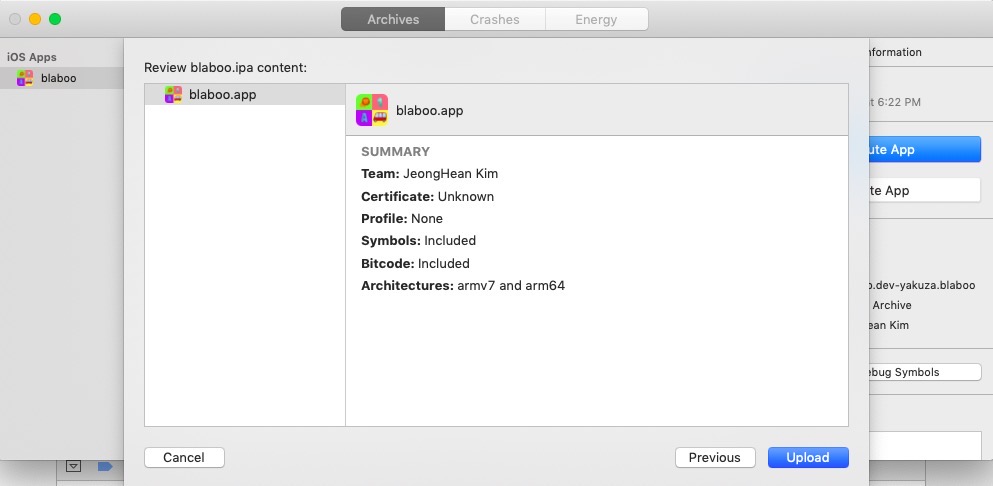 Archives
Crashes
Energy
iOS Apps
blaboo
Review blaboo.ipa content:
blaboo.app
blaboo.app
SUMMARY
Team: JeongHean Kim
Certificate: Unknown
Profile: None
Symbols: Included
Bitcode: Included
Architectures: armv7 and arm64
Cancel
Previous
Upload
nformation
t 6:22 PM
ute App
te App
o.dev-yakuza.blaboo
Archive
ean Kim
ebug Symbols